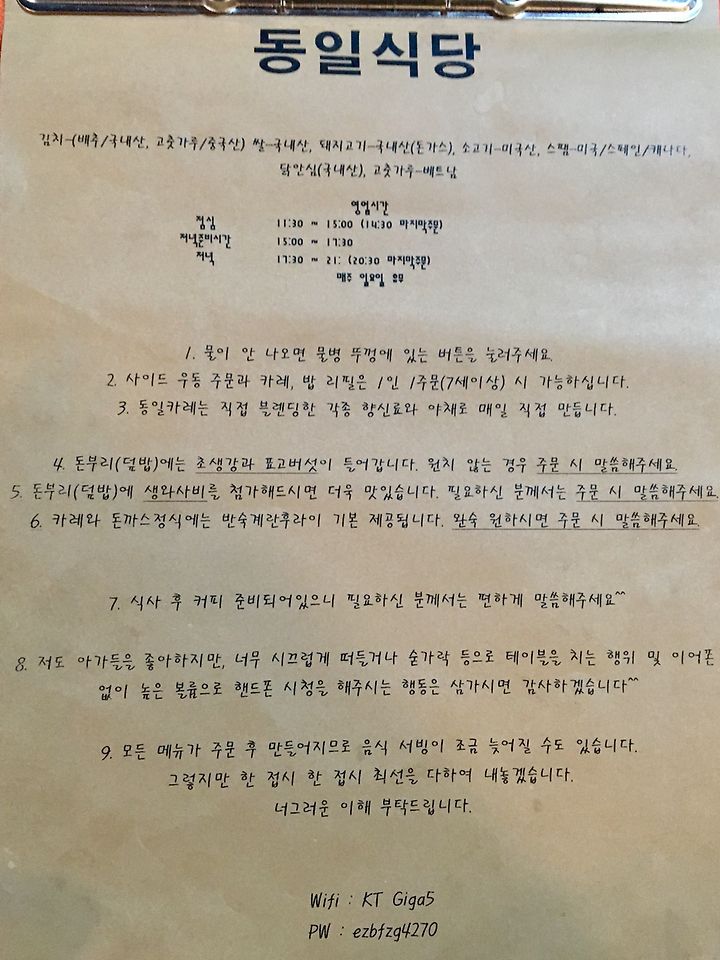 동일식당
김치-(배추/국내산, 고춧가루/중국산) 쌀-국내산, 돼지고기-국내산(돈가스), 소고기-미국산, 스팸-미국/스페인/캐나다,
닭안심(국내산), 고춧가루-베트남
영업시간
점심 11:30 ~ 15:00 (14:30 마지막주문)
저녁준비시간 15:00 ~ 17:30
저녁 17:30 ~ 21: (20:30 마지막주문)
매주 일요일 휴무
1. 물이 안 나오면 물병 뚜껑에 있는 버튼을 눌러주세요.
2. 사이드 우동 주문과 카레, 밥 리필은 1인 1주문(7세이상) 시 가능하십니다.
3. 동일카레는 직접 블렌딩한 각종 향신료와 야채로 매일 직접 만듭니다.
4. 돈부리(덮밥)에는 초생강과 표고버섯이 들어갑니다. 원치 않는 경우 주문 시 말씀해주세요.
5. 돈부리(덮밥)에 생와사비를 첨가해드시면 더욱 맛있습니다. 필요하신 분께서는 주문 시 말씀해주세요.
6. 카레와 돈까스정식에는 반숙계란후라이 기본 제공됩니다. 완숙 원하시면 주문 시 말씀해주세요.
7. 식사 후 커피 준비되어있으니 필요하신 분께서는 편하게 말씀해주세요^^
8. 저도 아가들을 좋아하지만, 너무 시끄럽게 떠들거나 숟가락 등으로 테이블을 치는 행위 및 이어폰
없이 높은 볼륨으로 핸드폰 시청을 해주시는 행동은 삼가시면 감사하겠습니다^^
9. 모든 메뉴가 주문 후 만들어지므로 음식 서빙이 조금 늦어질 수도 있습니다.
그렇지만 한 접시 한 접시 최선을 다하여 내놓겠습니다.
너그러운 이해 부탁드립니다.
Wifi : KT Giga5
PW : ezbfzg4270